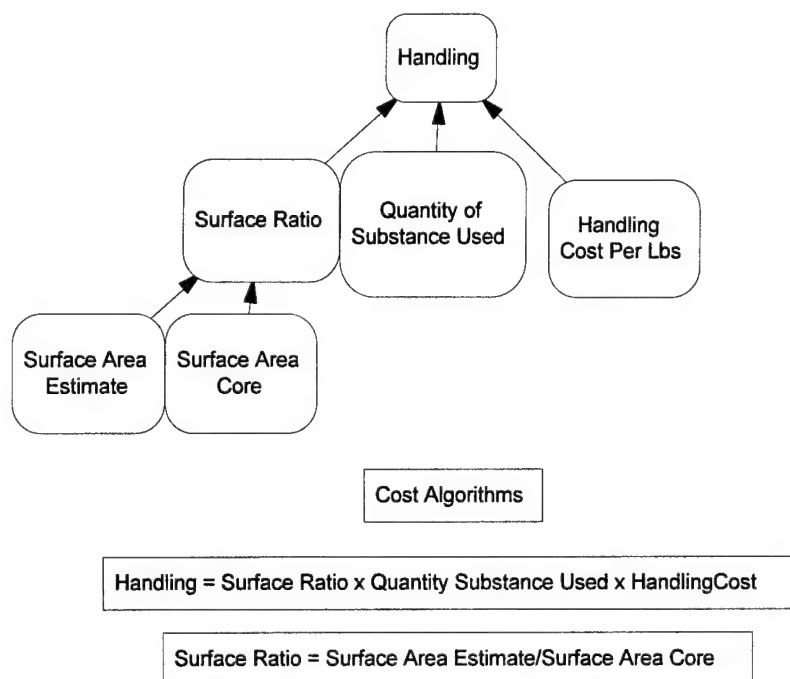 Handling
Surface Ratio
Quantity of
Substance Used
Handling
Cost Per Lbs
Surface Area
Estimate
Surface Area
Core
Cost Algorithms
Handling = Surface Ratio x Quantity Substance Used x HandlingCost
Surface Ratio = Surface Area Estimate/Surface Area Core